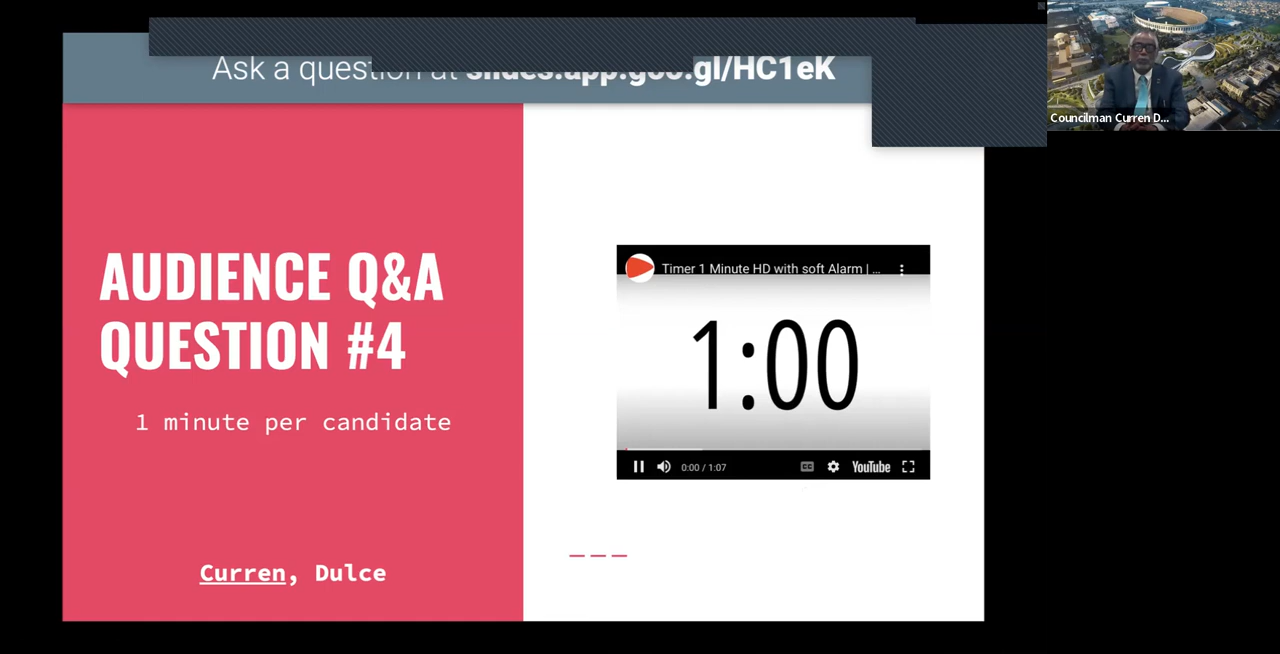 Ask a question at slides.app.goo.gl/HC1eK
Councilman Curren D...
AUDIENCE Q&A
QUESTION #4
1 minute per candidate
Curren, Dulce
Timer 1 Minute HD with soft Alarm | ...
1:00
0:00 / 1:07
CC
YouTube